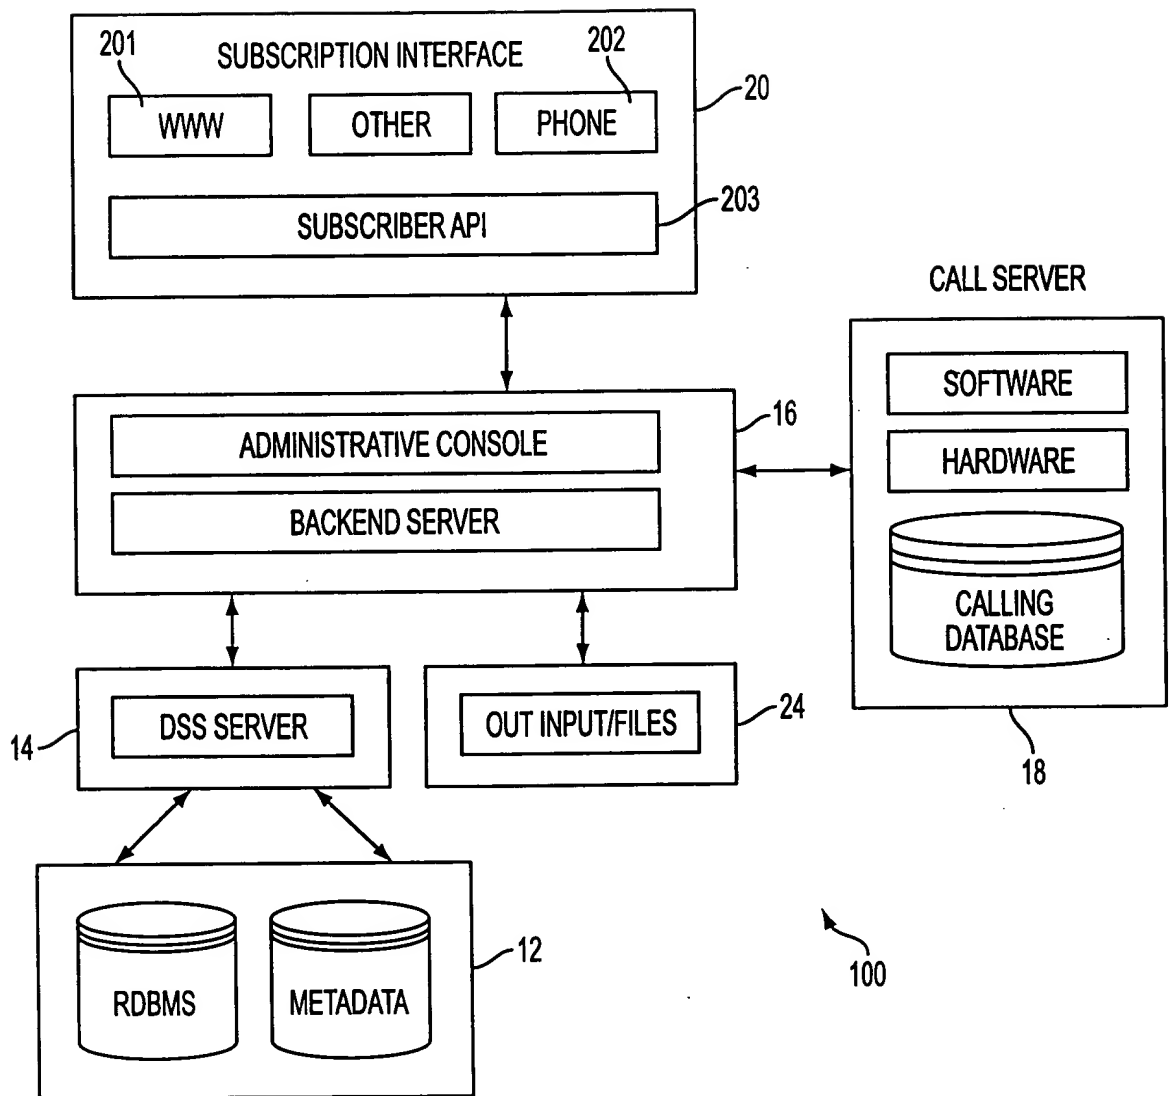 SUBSCRIPTION INTERFACE
201
202
WWW
OTHER
PHONE
20
SUBSCRIBER API
203
CALL SERVER
SOFTWARE
HARDWARE
CALLING
DATABASE
18
ADMINISTRATIVE CONSOLE
16
BACKEND SERVER
DSS SERVER
14
OUT INPUT/FILES
24
RDBMS
METADATA
12
100